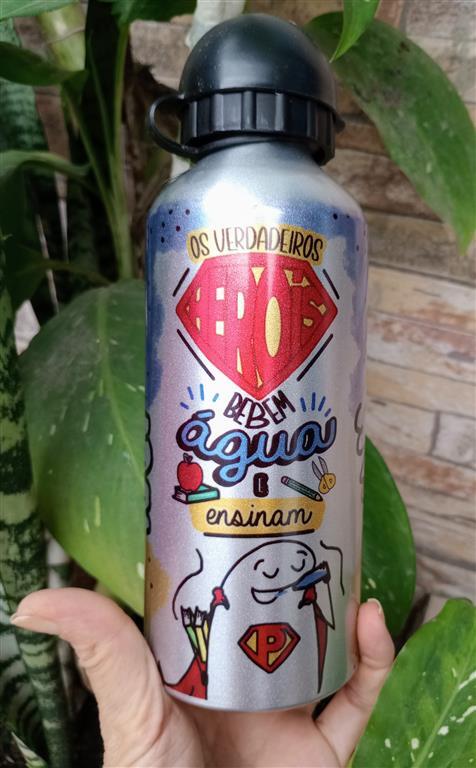 OS VERDADEIROS
HERÓIS
BEBEM
água
E
ensinam
P